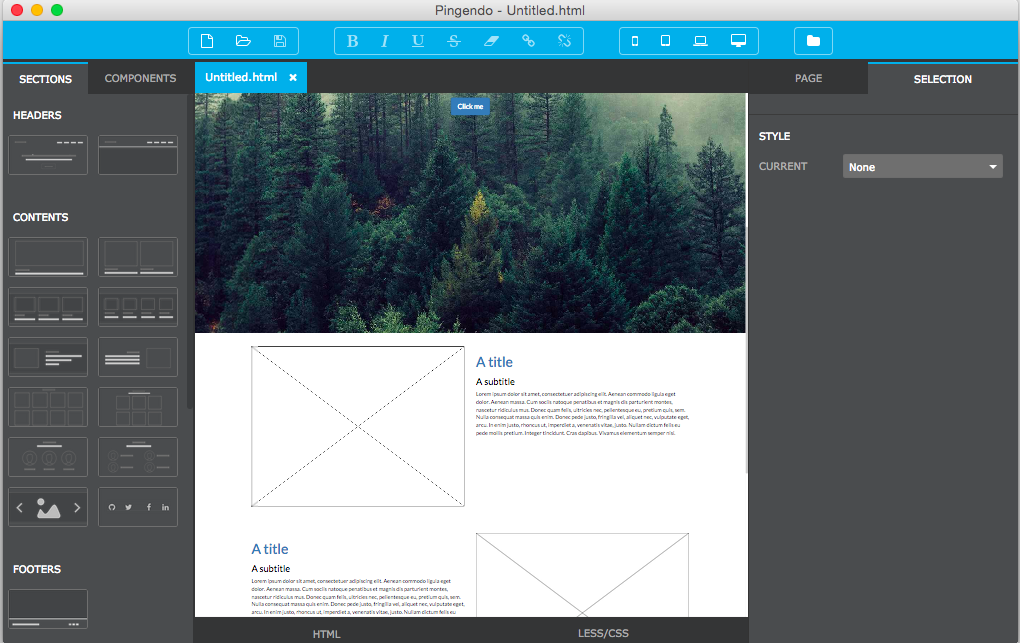 Pingendo - Untitled.html
B I U S
SECTIONS
COMPONENTS
Untitled.html ×
PAGE
SELECTION
HEADERS
CONTENTS
FOOTERS
Click me
A title
A subtitle
Lorem ipsum dolor sit amet, consectetuer adipiscing elit. Aenean commodo ligula eget
dolor. Aenean massa. Cum sociis natoque penatibus et magnis dis parturient montes,
nascetur ridiculus mus. Donec quam felis, ultricies nec, pellentesque eu, pretium quis, sem.
Nulla consequat massa quis enim. Donec pede justo, fringilla vel, aliquet nec, vulputate eget,
arcu. In enim justo, rhoncus ut, imperdiet a, venenatis vitae, justo. Nullam dictum felis eu
pede mollis pretium. Integer tincidunt. Cras dapibus. Vivamus elementum semper nisi.
A title
A subtitle
Lorem ipsum dolor sit amet, consectetuer adipiscing elit. Aenean commodo ligula eget
dolor. Aenean massa. Cum sociis natoque penatibus et magnis dis parturient montes,
nascetur ridiculus mus. Donec quam felis, ultricies nec, pellentesque eu, pretium quis, sem.
Nulla consequat massa quis enim. Donec pede justo, fringilla vel, aliquet nec, vulputate eget,
arcu. In enim justo, rhoncus ut, imperdiet a, venenatis vitae, justo. Nullam dictum felis eu
STYLE
CURRENT
None
HTML
LESS/CSS